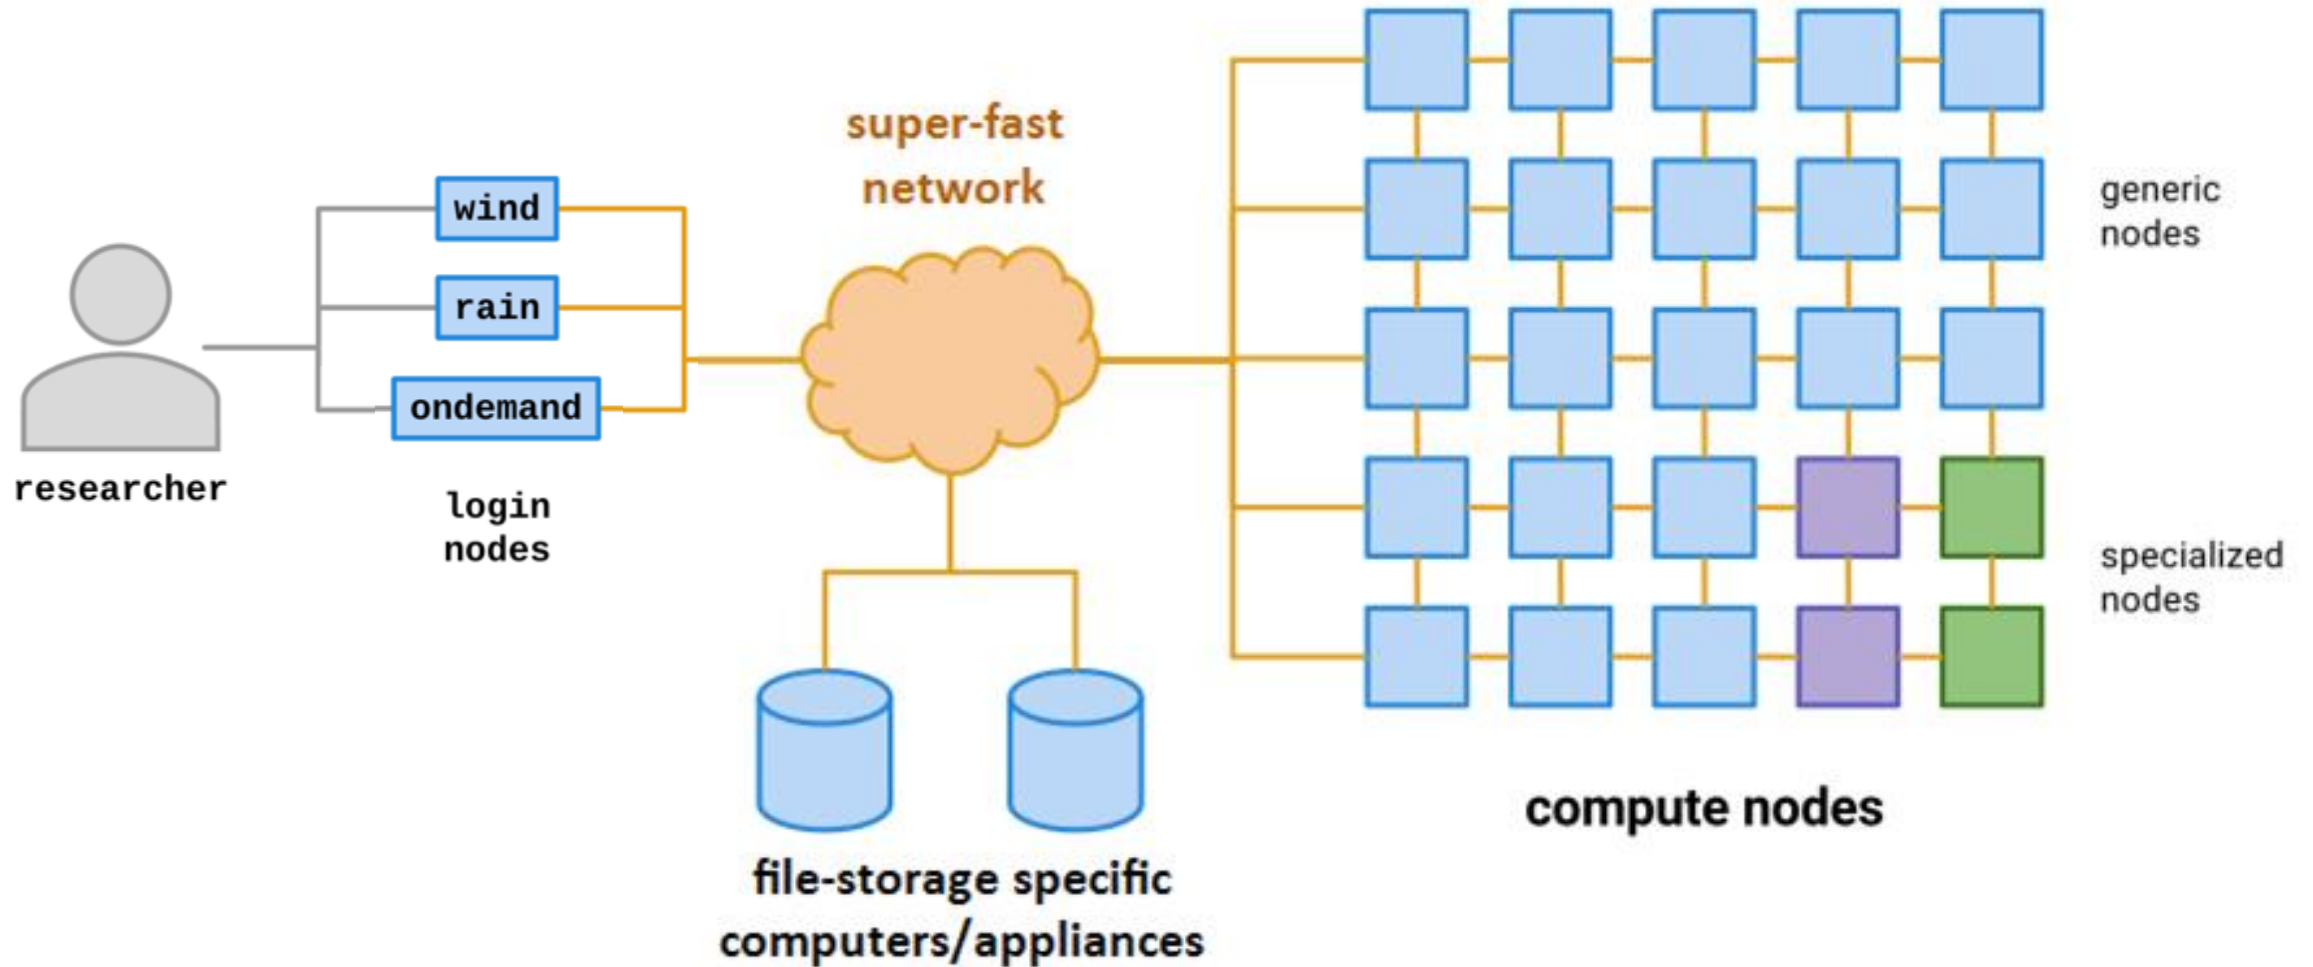 super-fast
network
wind
rain
ondemand
researcher
login
nodes
generic
nodes
specialized
nodes
compute nodes
file-storage specific
computers/appliances